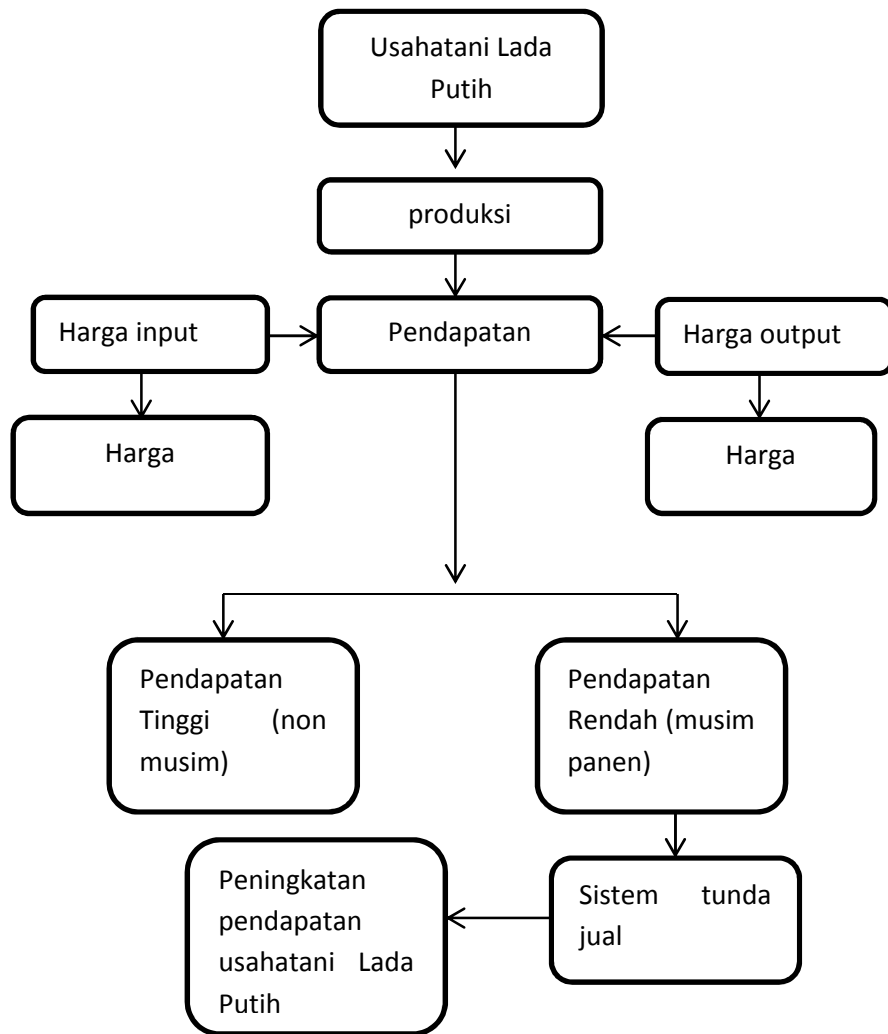 Usahatani Lada
Putih
produksi
Harga input
Pendapatan
Harga output
Harga
Harga
Pendapatan
Tinggi (non
musim)
Pendapatan
Rendah (musim
panen)
Peningkatan
pendapatan
usahatani Lada
Putih
Sistem tunda
jual